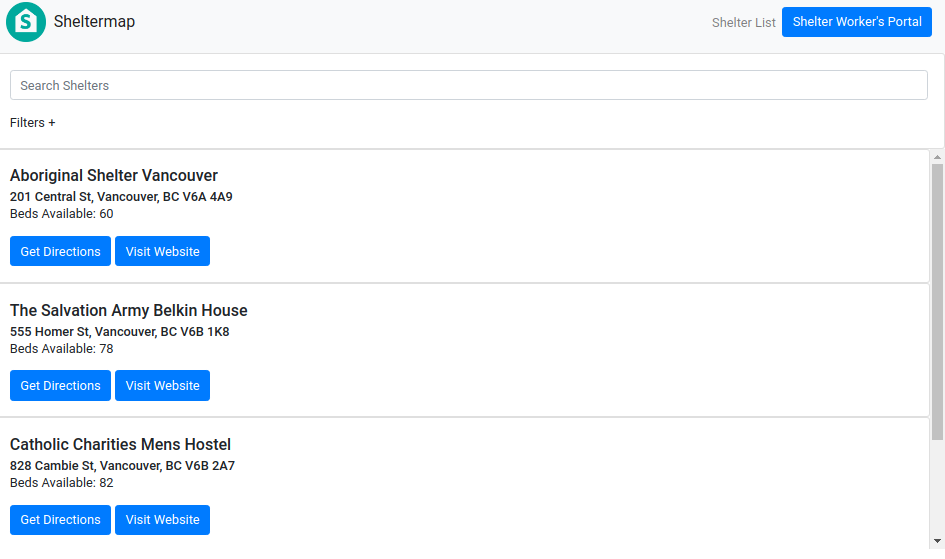 S
Sheltermap
Shelter List
Shelter Worker's Portal
Search Shelters
Filters +
Aboriginal Shelter Vancouver
201 Central St, Vancouver, BC V6A 4A9
Beds Available: 60
Get Directions
Visit Website
The Salvation Army Belkin House
555 Homer St, Vancouver, BC V6B 1K8
Beds Available: 78
Get Directions
Visit Website
Catholic Charities Mens Hostel
828 Cambie St, Vancouver, BC V6B 2A7
Beds Available: 82
Get Directions
Visit Website